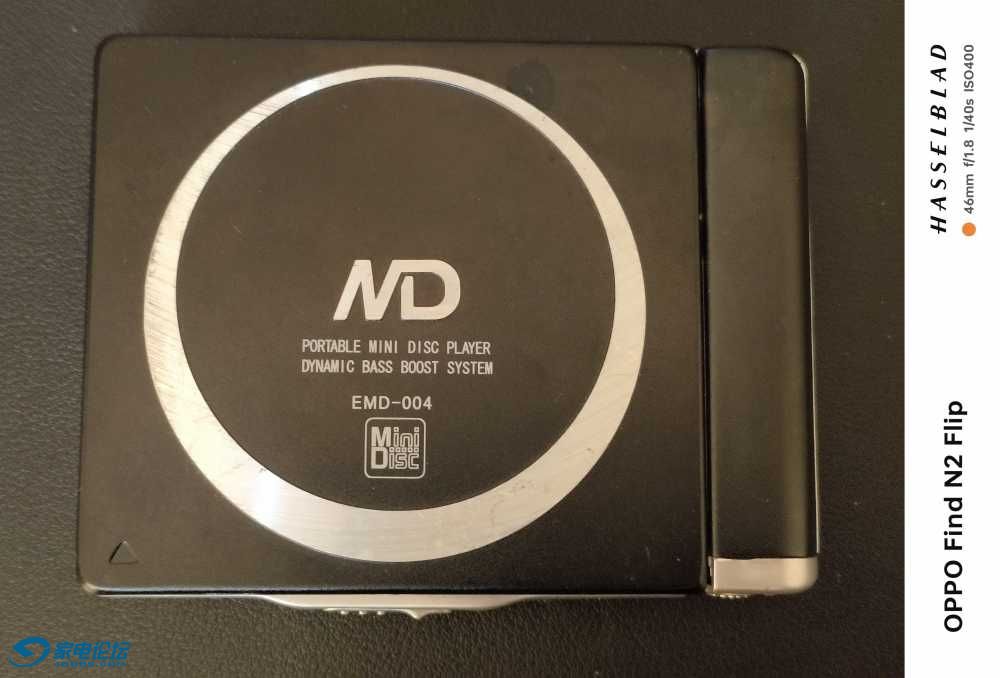 MD
PORTABLE MINI DISC PLAYER
DYNAMIC BASS BOOST SYSTEM
EMD-004
Mini
Disc
HASSELBLAD
46mm f/1.8 1/40s ISO400
OPPO Find N2 Flip
家电论坛